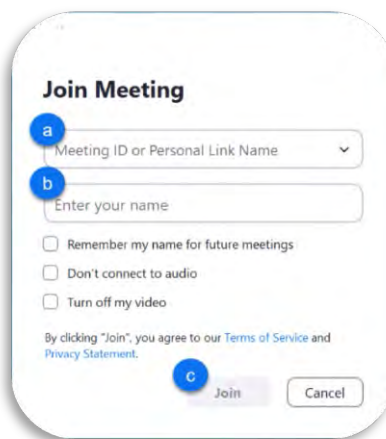 Join Meeting
a
Meeting ID or Personal Link Name
b
Enter your name
Remember my name for future meetings
Don't connect to audio
Turn off my video
By clicking "Join", you agree to our Terms of Service and
Privacy Statement.
c
Join Cancel